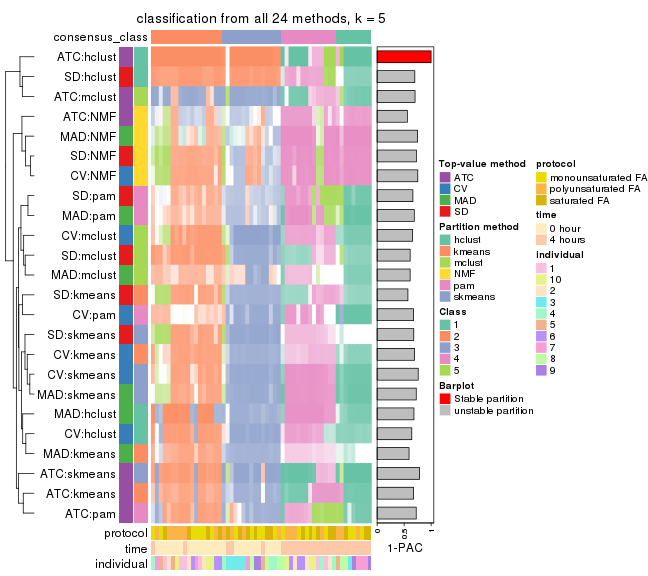 classification from all 24 methods, k = 5
consensus_class
ATC:hclust
SD:hclust
ATC:mclust
ATC:NMF
MAD:NMF
SD:NMF
CV:NMF
SD:pam
MAD:pam
CV:mclust
SD:mclust
MAD:mclust
SD:kmeans
CV:pam
SD:skmeans
CV:kmeans
CV:skmeans
MAD:skmeans
MAD:hclust
CV:hclust
MAD:kmeans
ATC:skmeans
ATC:kmeans
ATC:pam
protocol
time
individual
0 0.5 1
1-PAC
Top-value method
ATC
CV
MAD
SD
Partition method
hclust
kmeans
mclust
NMF
pam
skmeans
Class
1
2
3
4
5
Barplot
Stable partition
unstable partition
protocol
monounsaturated FA
polyunsaturated FA
saturated FA
time
0 hour
4 hours
individual
1
10
2
3
4
5
6
7
8
9